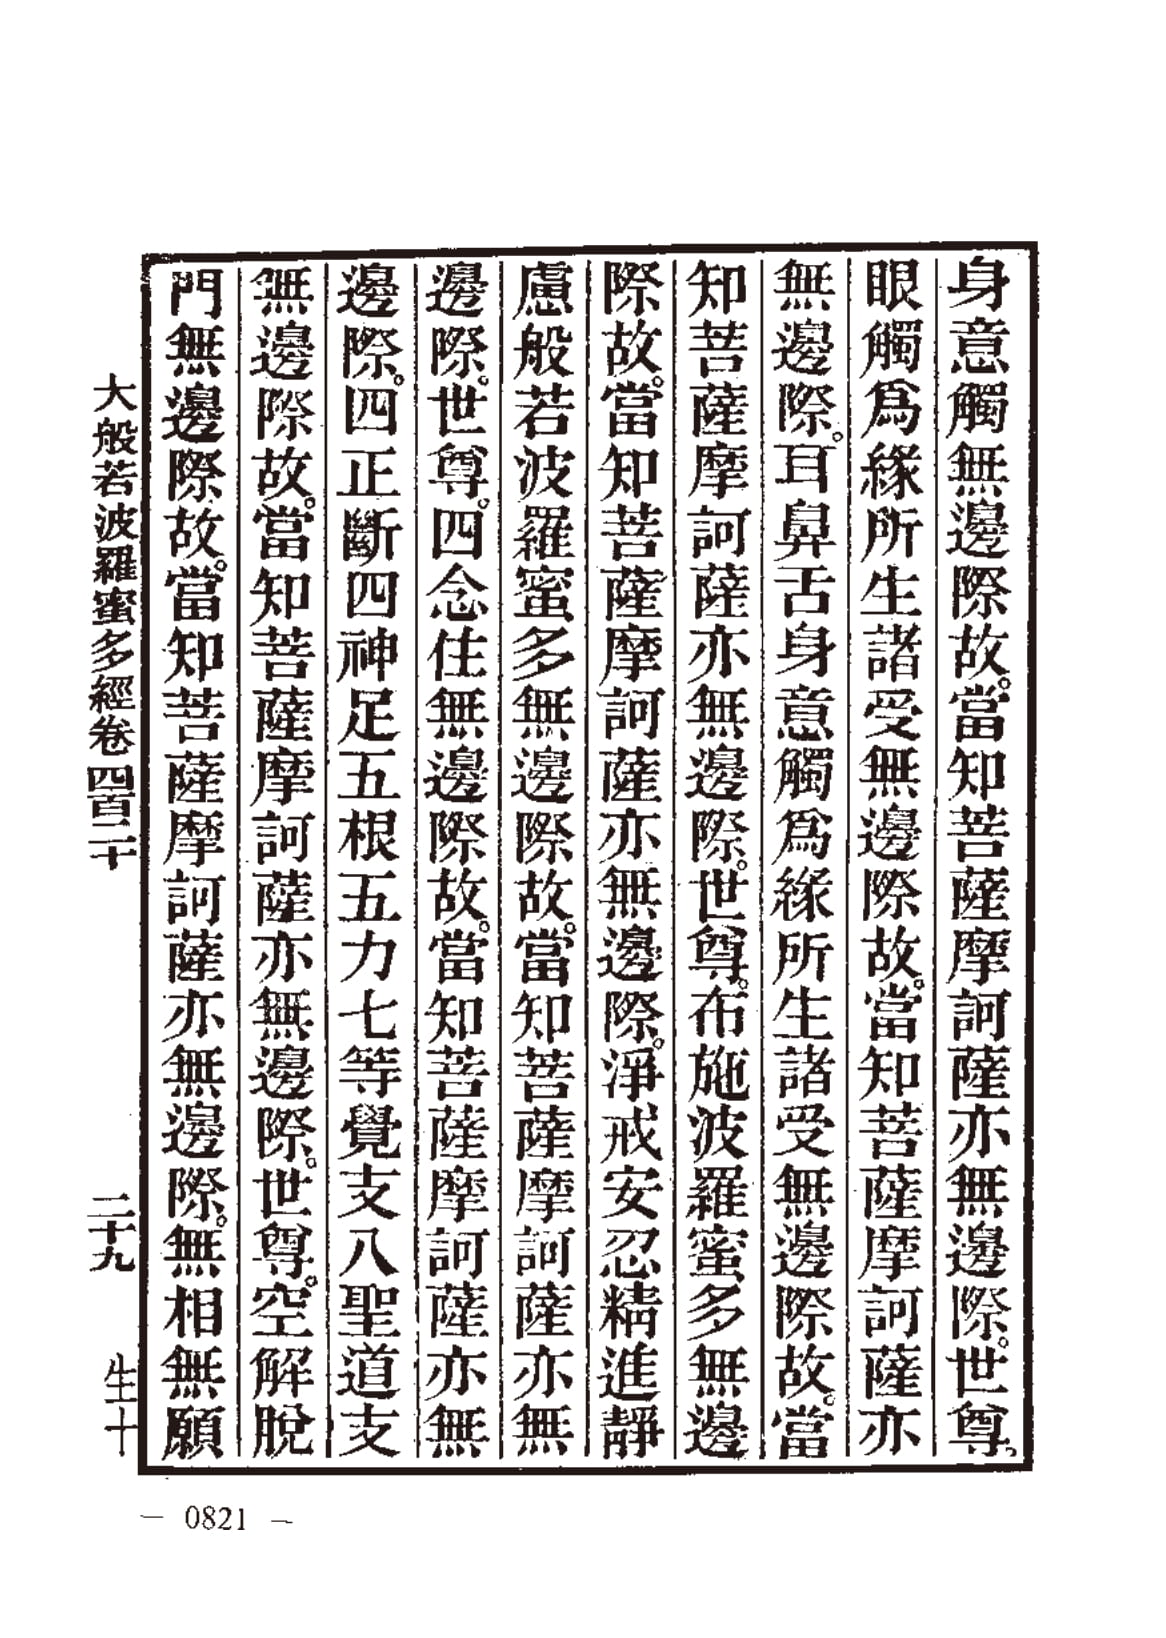 身意觸無邊際故。當知菩薩摩訶薩亦無邊際。世尊。
眼觸爲緣所生諸受無邊際故。當知菩薩摩訶薩亦
無邊際。耳鼻舌身意觸爲緣所生諸受無邊際故。當
知菩薩摩訶薩亦無邊際。世尊。布施波羅蜜多無邊
際故。當知菩薩摩訶薩亦無邊際。淨戒安忍精進靜
慮般若波羅蜜多無邊際故。當知菩薩摩訶薩亦無
邊際。世尊。四念住無邊際故。當知菩薩摩訶薩亦無
邊際。四正斷四神足五根五力七等覺支八聖道支
無邊際故。當知菩薩摩訶薩亦無邊際。世尊。空解脫
門無邊際故。當知菩薩摩訶薩亦無邊際。無相無願
大般若波羅蜜多經卷四百二十 二十九 生十
— 0821 —